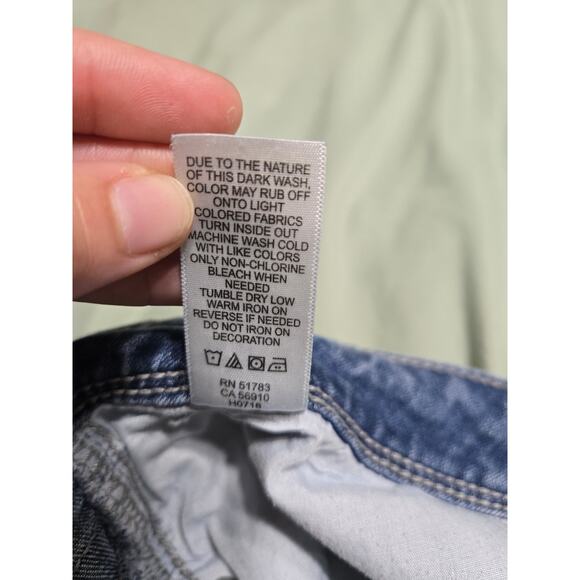 DUE TO THE NATURE
OF THIS DARK WASH,
COLOR MAY RUB OFF
ONTO LIGHT
COLORED FABRICS
TURN INSIDE OUT
MACHINE WASH COLD
WITH LIKE COLORS
ONLY NON-CHLORINE
BLEACH WHEN
NEEDED
TUMBLE DRY LOW
WARM IRON ON
REVERSE IF NEEDED
DO NOT IRON ON
DECORATION
RN 51783
CA 56910
H0718